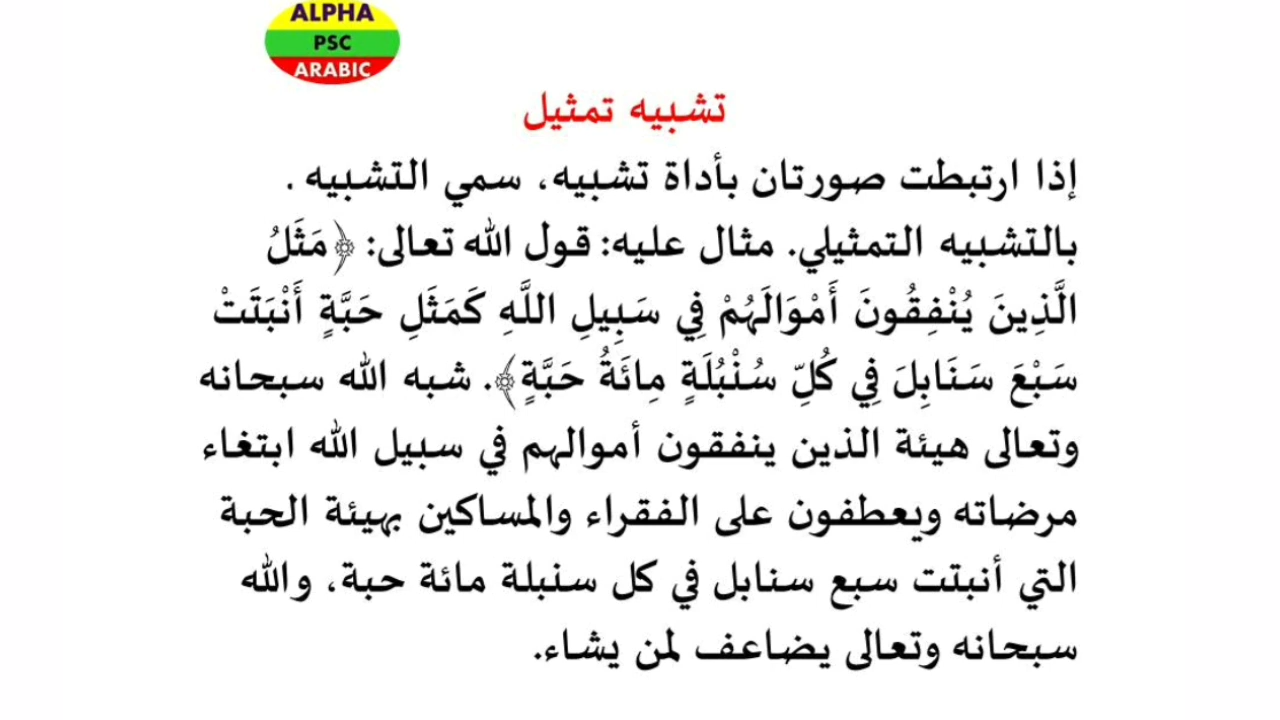 ALPHA
PSC
ARABIC
تشبيه تمثيل
إذا ارتبطت صورتان بأداة تشبيه، سمي التشبيه .
بالتشبيه التمثيلي. مثال عليه: قول الله تعالى: ﴿مَثَلُ
الَّذِينَ يُنْفِقُونَ أَمْوَالَهُمْ فِي سَبِيلِ اللَّهِ كَمَثَلِ حَبَّةٍ أَنْبَتَتْ
سَبْعَ سَنَابِلَ فِي كُلِّ سُنْبُلَةٍ مِائَةُ حَبَّةٍ﴾. شبه الله سبحانه
وتعالى هيئة الذين ينفقون أموالهم في سبيل الله ابتغاء
مرضاته ويعطفون على الفقراء والمساكين بهيئة الحبة
التي أنبتت سبع سنابل في كل سنبلة مائة حبة، والله
سبحانه وتعالى يضاعف لمن يشاء.